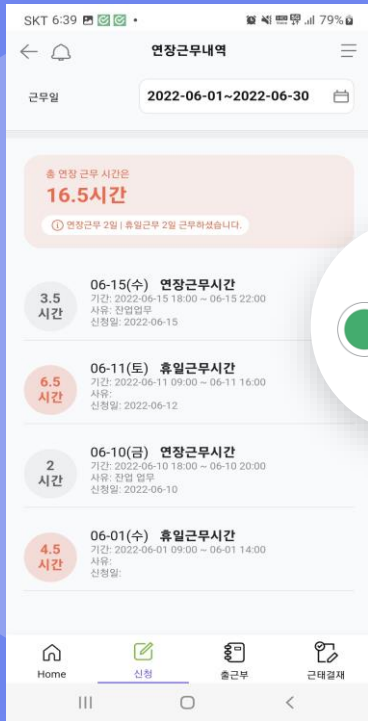 SKT 6:39
79%
연장근무내역
근무일
2022-06-01~2022-06-30
총 연장 근무 시간은
16.5시간
연장근무 2일 | 휴일근무 2일 근무하셨습니다.
3.5
시간
06-15(수) 연장근무시간
기간: 2022-06-15 18:00 ~ 06-15 22:00
사유: 잔업업무
신청일: 2022-06-15
6.5
시간
06-11(토) 휴일근무시간
기간: 2022-06-11 09:00 ~ 06-11 16:00
사유:
신청일: 2022-06-12
2
시간
06-10(금) 연장근무시간
기간: 2022-06-10 18:00 ~ 06-10 20:00
사유: 잔업 업무
신청일: 2022-06-10
4.5
시간
06-01(수) 휴일근무시간
기간: 2022-06-01 09:00 ~ 06-01 14:00
사유:
신청일:
Home
신청
출근부
근태결재